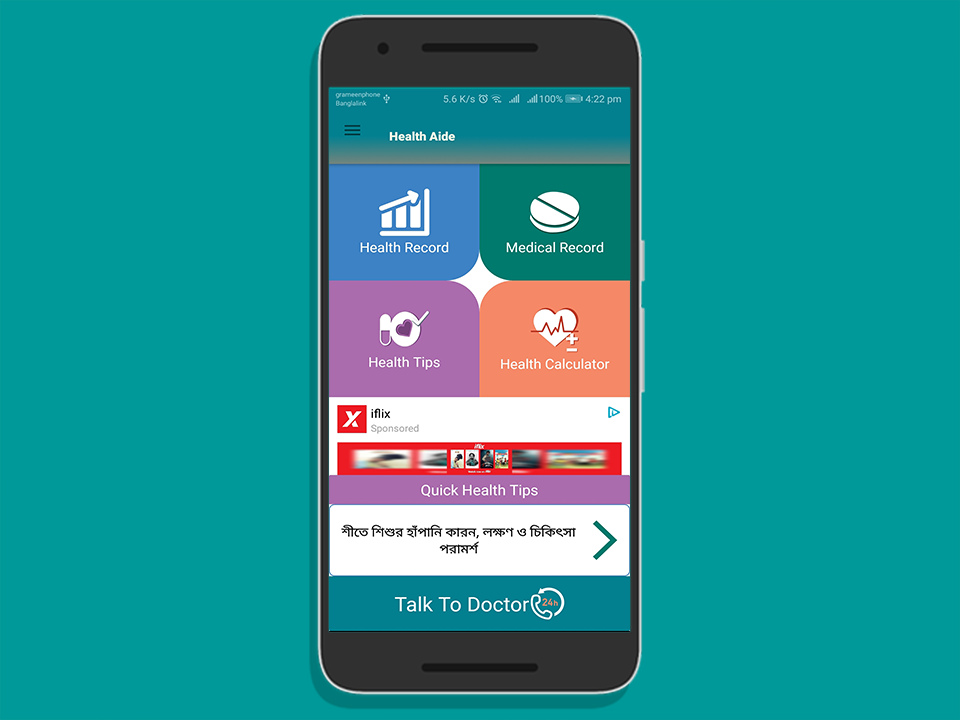 grameenphone
Banglalink
5.6 K/s 100% 4:22 pm
Health Aide
Health Record
Medical Record
Health Tips
Health Calculator
iflix
Sponsored
iflix
Quick Health Tips
শীতে শিশুর হাঁপানি কারন, লক্ষণ ও চিকিৎসা
পরামর্শ
Talk To Doctor 24h